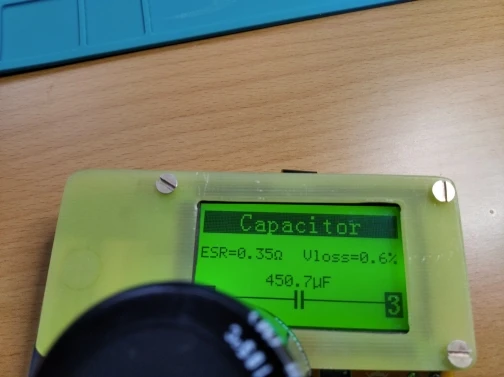 Capacitor
ESR=0.35Ω Vloss=0.6%
450.7µF
3